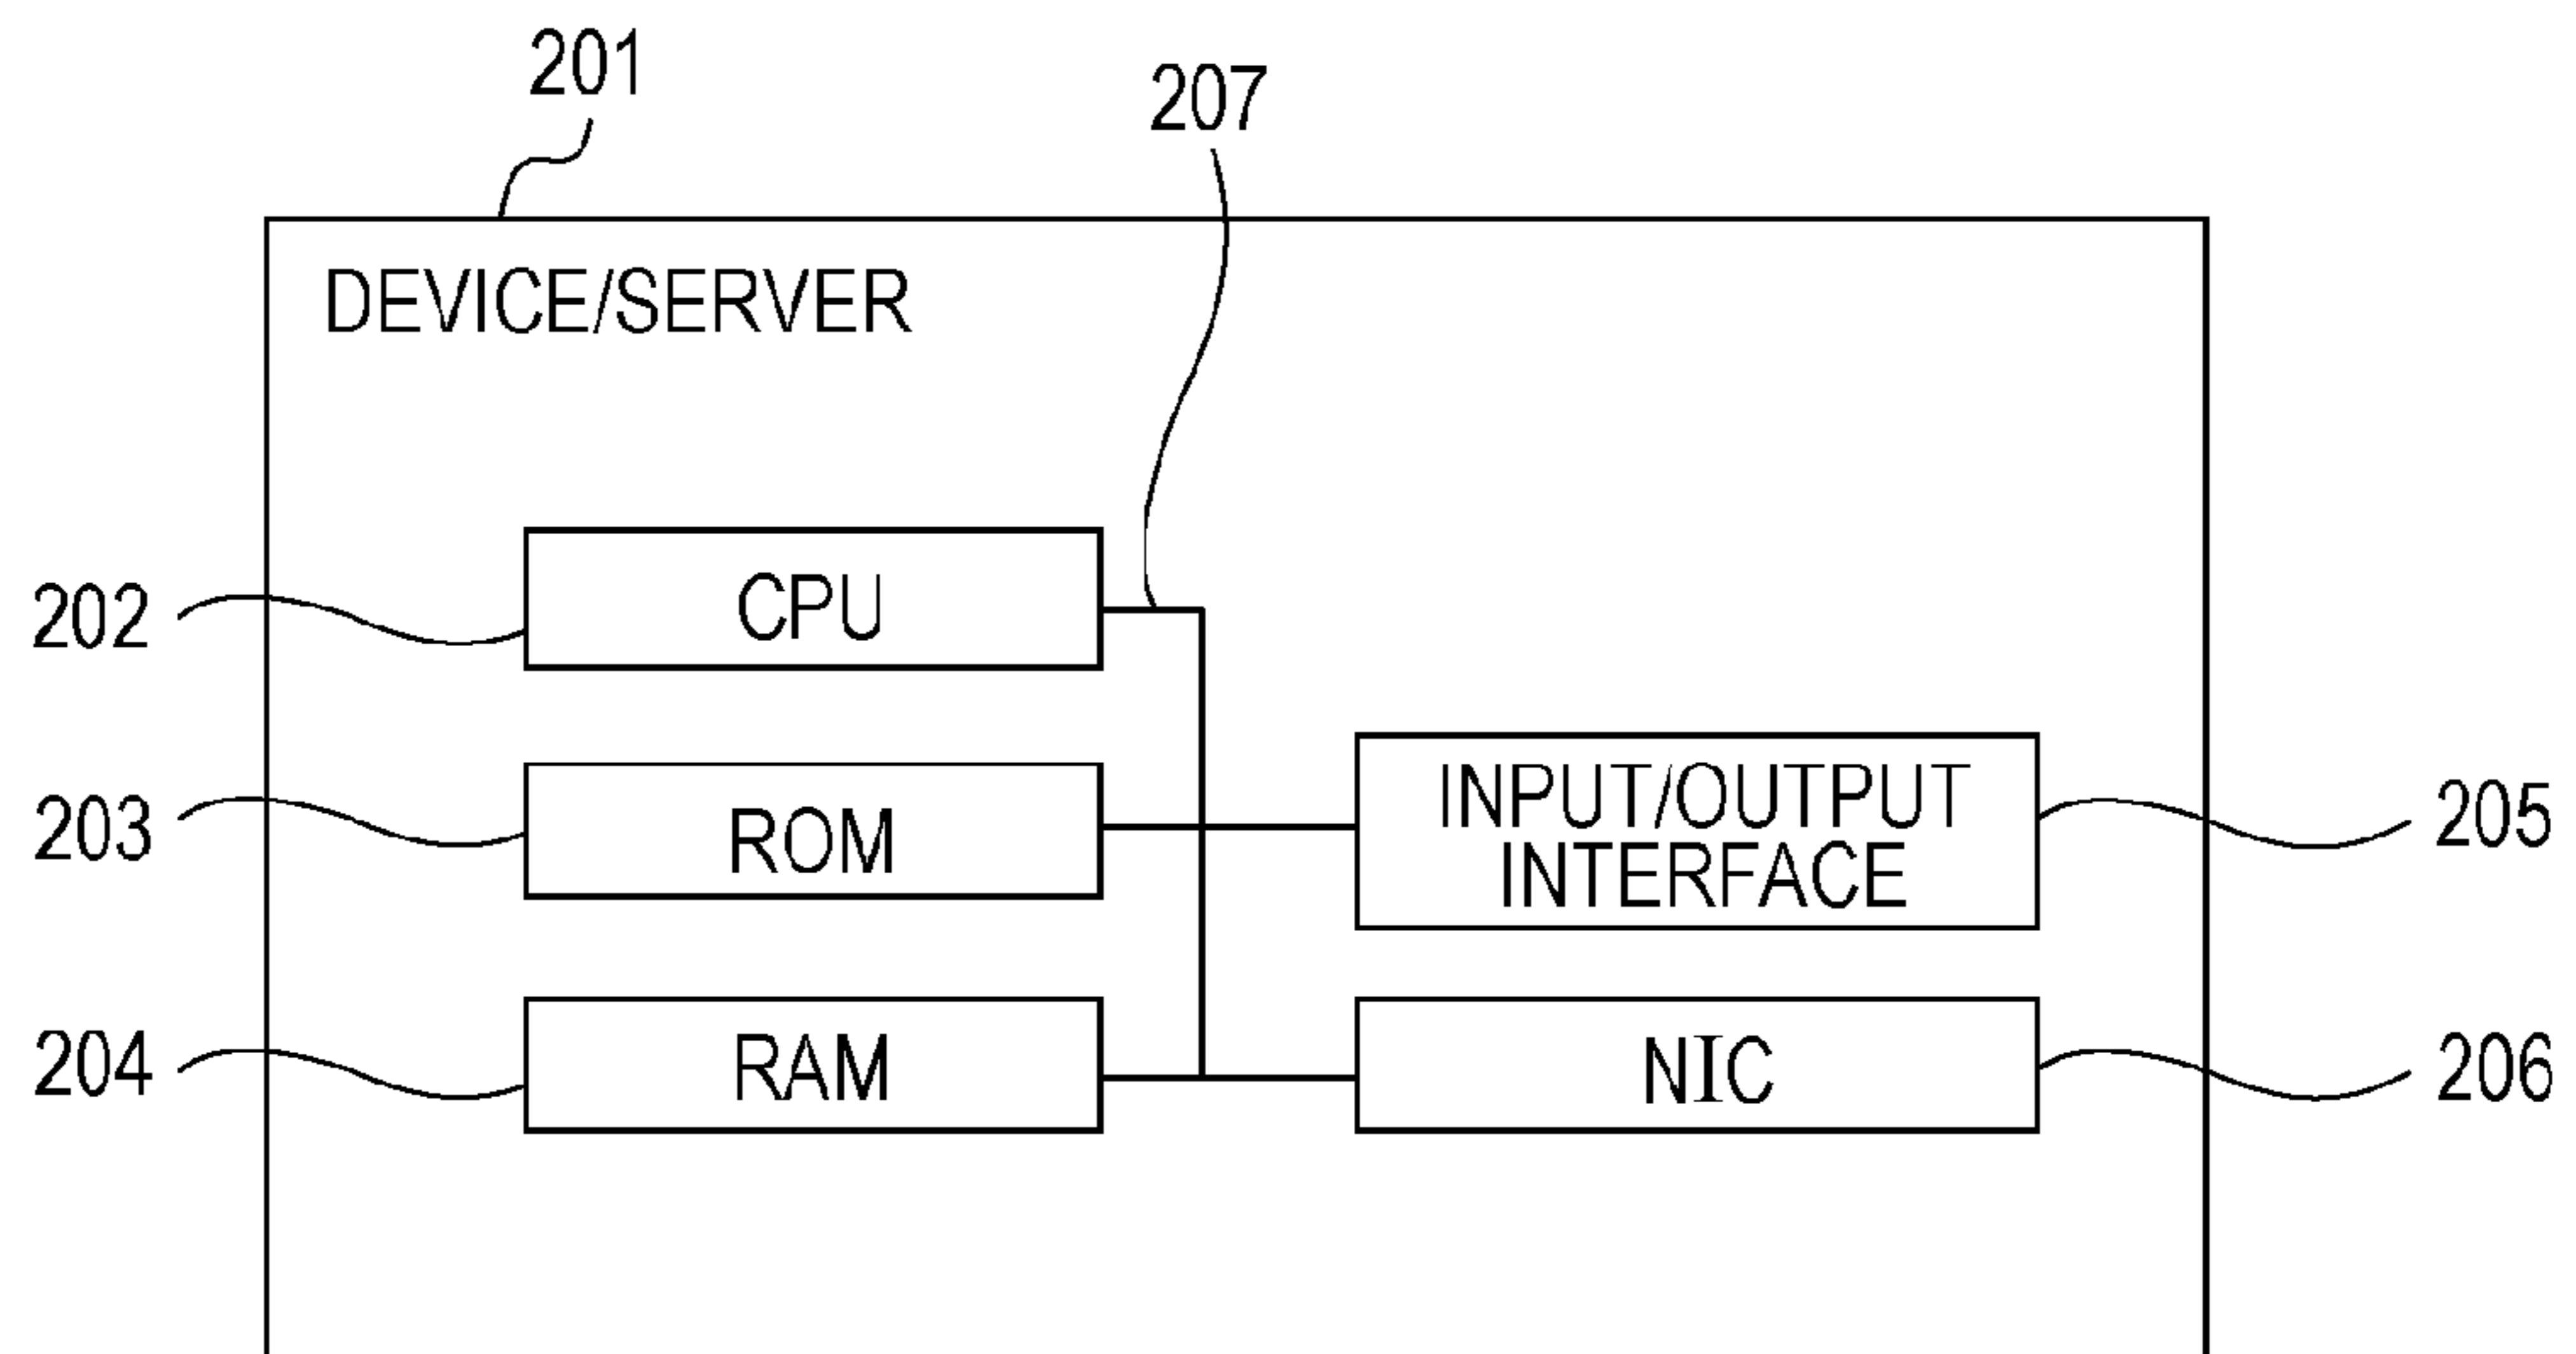 201
207
DEVICE/SERVER
202
CPU
203
ROM
INPUT/OUTPUT
INTERFACE
205
204
RAM
NIC
206